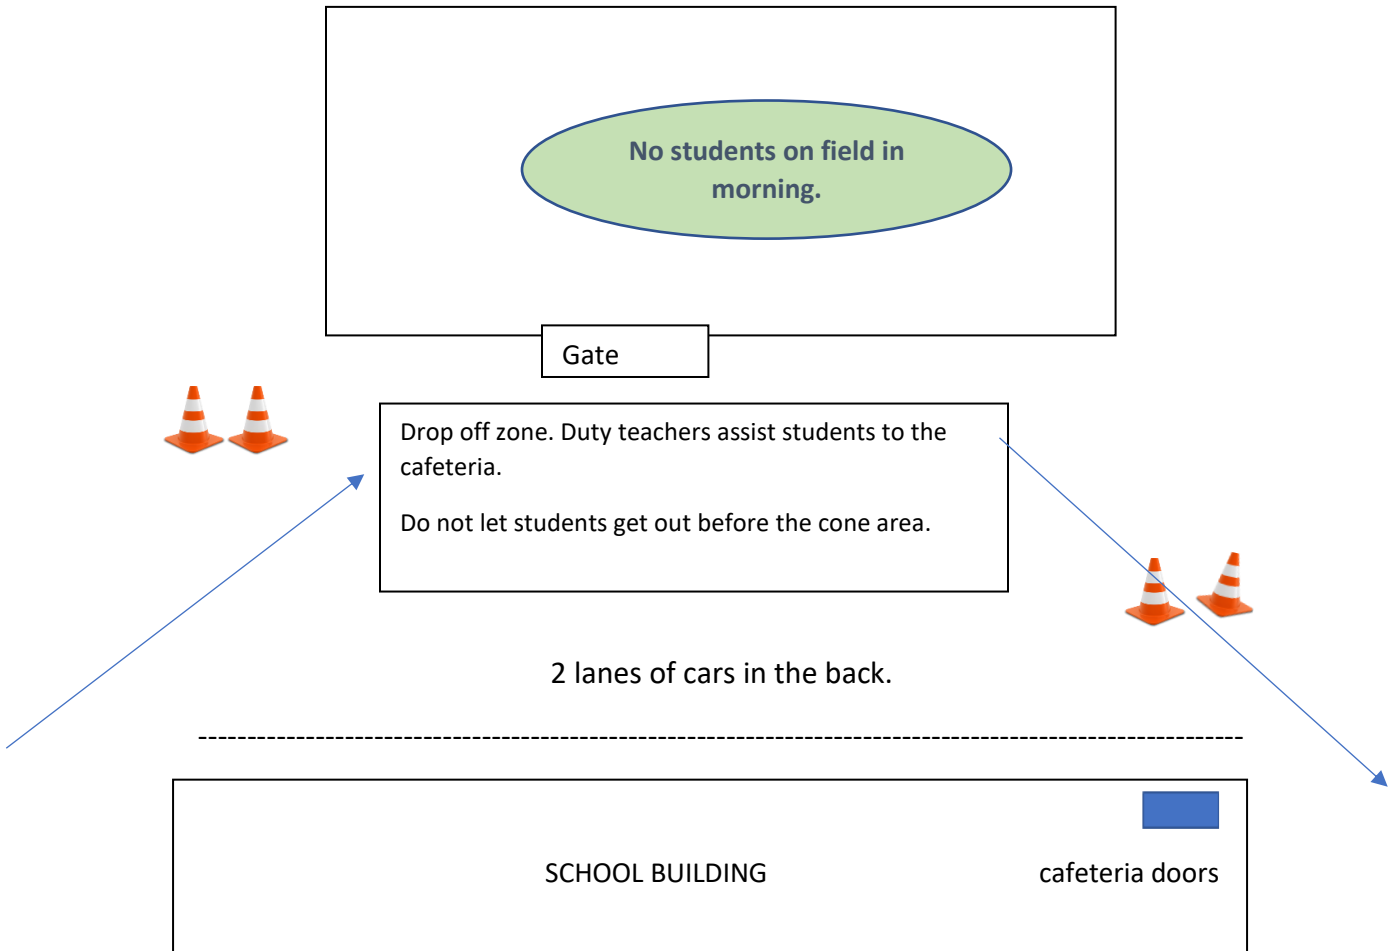 No students on field in
morning.
Gate
Drop off zone. Duty teachers assist students to the
cafeteria.
Do not let students get out before the cone area.
2 lanes of cars in the back.
SCHOOL BUILDING
cafeteria doors